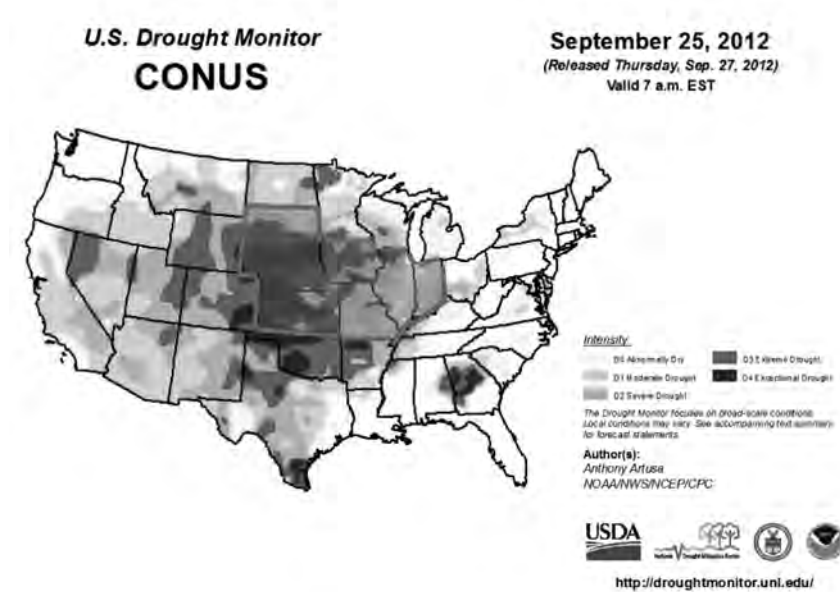 U.S. Drought Monitor
CONUS
September 25, 2012
(Released Thursday, Sep. 27, 2012)
Valid 7 a.m. EST
Intensity
D0 Abnormally Dry
D1 Moderate Drought
D2 Severe Drought
D3 Extreme Drought
D4 Exceptional Drought
The Drought Monitor focuses on broad-scale conditions.
Local conditions may vary. See accompanying text summary
for forecast statements.
Author(s):
Anthony Artusa
NOAA/NWS/NCEP/CPC
USDA
http://droughtmonitor.unl.edu/